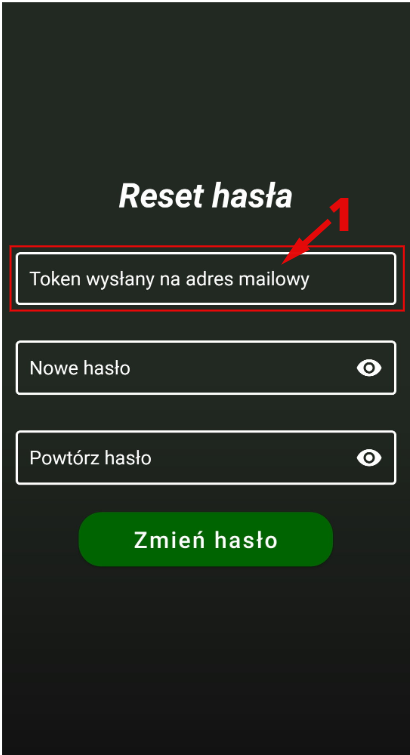 Reset hasła
1
Token wysłany na adres mailowy
Nowe hasło
Powtórz hasło
Zmień hasło